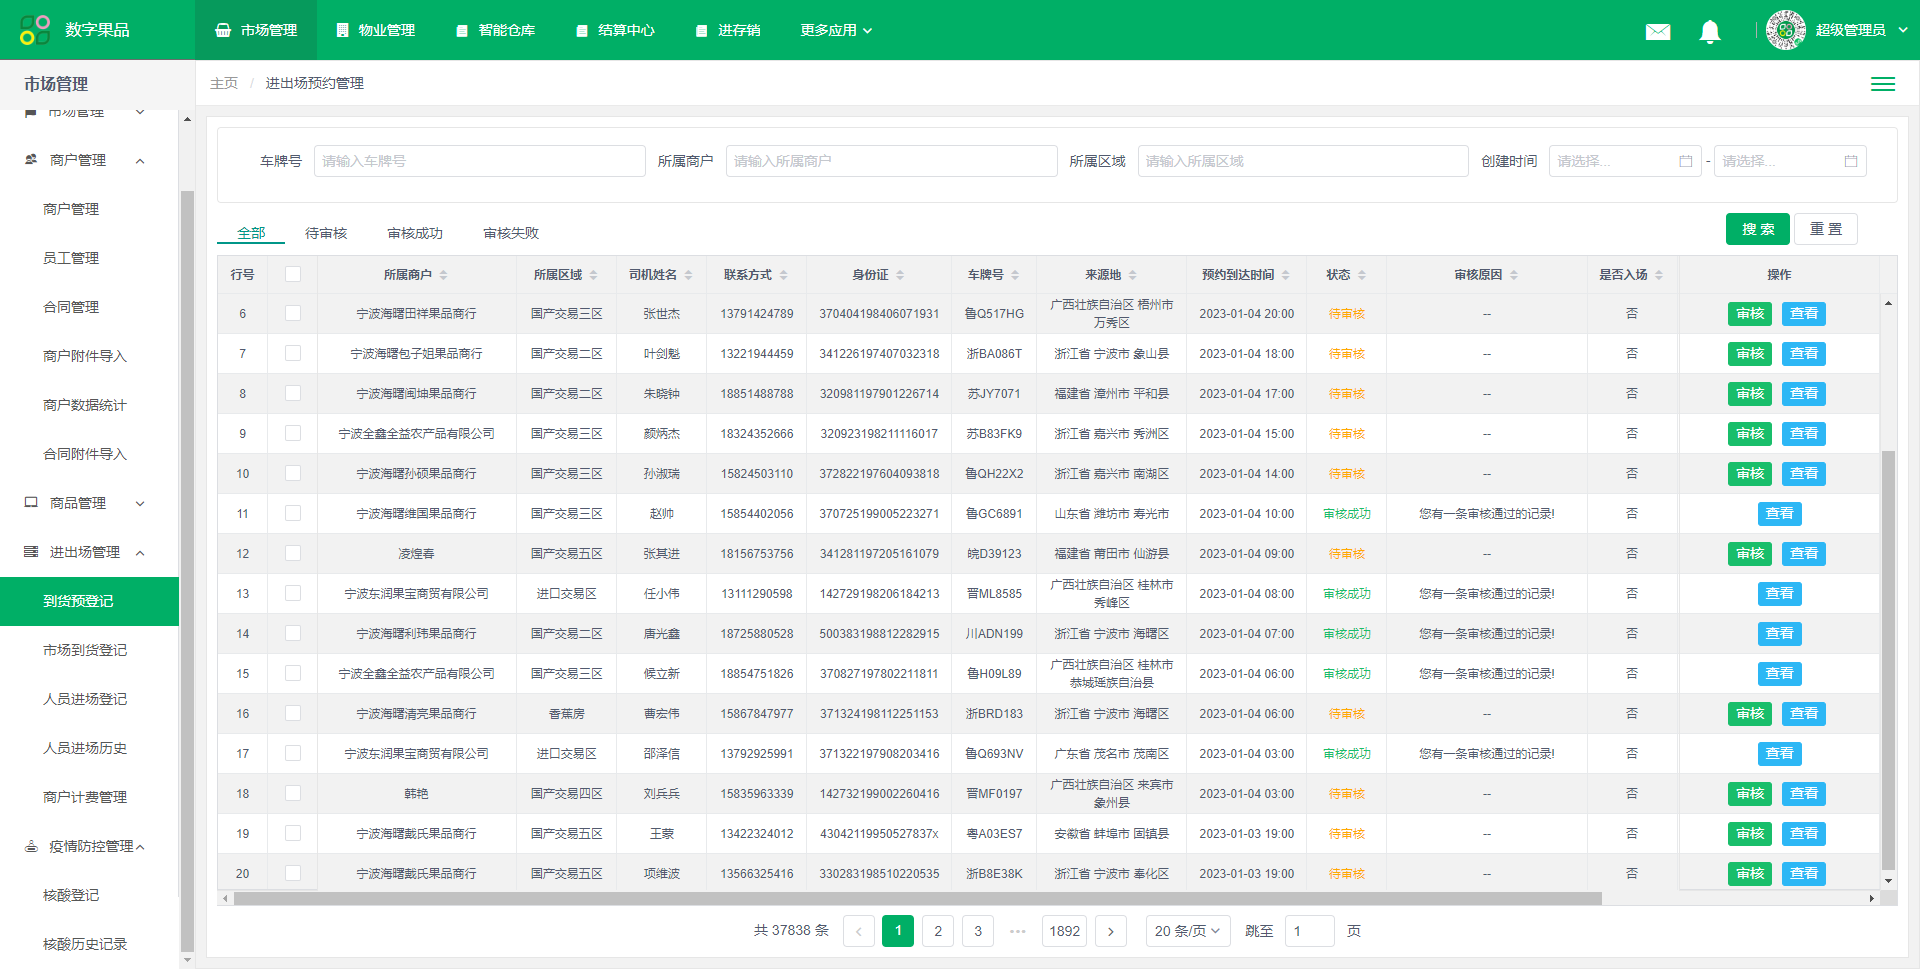 数字果品
市场管理
物业管理
智能仓库
结算中心
进存销
更多应用
超级管理员
市场管理
主页 / 进出场预约管理
市场管理
商户管理
商户管理
员工管理
合同管理
商户附件导入
商户数据统计
合同附件导入
商品管理
进出场管理
到货预登记
市场到货登记
人员进场登记
人员进场历史
商户计费管理
疫情防控管理
核酸登记
核酸历史记录
车牌号 请输入车牌号 所属商户 请输入所属商户 所属区域 请输入所属区域 创建时间 请选择... - 请选择...
全部 待审核 审核成功 审核失败 搜 索 重 置
行号 所属商户 所属区域 司机姓名 联系方式 身份证 车牌号 来源地 预约到达时间 状态 审核原因 是否入场 操作
6 宁波海曙田祥果品商行 国产交易三区 张世杰 13791424789 370404198406071931 鲁Q517HG 广西壮族自治区 梧州市 万秀区 2023-01-04 20:00 待审核 -- 否 审核 查看
7 宁波海曙包子姐果品商行 国产交易二区 叶剑魁 13221944459 341226197407032318 浙BA086T 浙江省 宁波市 象山县 2023-01-04 18:00 待审核 -- 否 审核 查看
8 宁波海曙闽坤果品商行 国产交易二区 朱晓钟 18851488788 320981197901226714 苏JY7071 福建省 漳州市 平和县 2023-01-04 17:00 待审核 -- 否 审核 查看
9 宁波全鑫全益农产品有限公司 国产交易三区 颜炳杰 18324352666 320923198211116017 苏B83FK9 浙江省 嘉兴市 秀洲区 2023-01-04 15:00 待审核 -- 否 审核 查看
10 宁波海曙孙硕果品商行 国产交易三区 孙淑瑞 15824503110 372822197604093818 鲁QH22X2 浙江省 嘉兴市 南湖区 2023-01-04 14:00 待审核 -- 否 审核 查看
11 宁波海曙维国果品商行 国产交易三区 赵帅 15854402056 370725199005223271 鲁GC6891 山东省 潍坊市 寿光市 2023-01-04 10:00 审核成功 您有一条审核通过的记录! 否 查看
12 凌煌春 国产交易五区 张其进 18156753756 341281197205161079 皖D39123 福建省 莆田市 仙游县 2023-01-04 09:00 待审核 -- 否 审核 查看
13 宁波东润果宝商贸有限公司 进口交易区 任小伟 13111290598 142729198206184213 晋ML8585 广西壮族自治区 桂林市 秀峰区 2023-01-04 08:00 审核成功 您有一条审核通过的记录! 否 查看
14 宁波海曙利玮果品商行 国产交易二区 唐光鑫 18725880528 500383198812282915 川ADN199 浙江省 宁波市 海曙区 2023-01-04 07:00 审核成功 您有一条审核通过的记录! 否 查看
15 宁波全鑫全益农产品有限公司 国产交易三区 候立新 18854751826 370827197802211811 鲁H09L89 广西壮族自治区 桂林市 恭城瑶族自治县 2023-01-04 06:00 审核成功 您有一条审核通过的记录! 否 查看
16 宁波海曙清亮果品商行 香蕉房 曹宏伟 15867847977 371324198112251153 浙BRD183 浙江省 宁波市 海曙区 2023-01-04 06:00 待审核 -- 否 审核 查看
17 宁波东润果宝商贸有限公司 进口交易区 邵泽信 13792925991 371322197908203416 鲁Q693NV 广东省 茂名市 茂南区 2023-01-04 03:00 审核成功 您有一条审核通过的记录! 否 查看
18 韩艳 国产交易四区 刘兵兵 15835963339 142732199002260416 晋MF0197 广西壮族自治区 来宾市 象州县 2023-01-04 03:00 待审核 -- 否 审核 查看
19 宁波海曙戴氏果品商行 国产交易五区 王蒙 13422324012 43042119950527837x 粤A03ES7 安徽省 蚌埠市 固镇县 2023-01-03 19:00 待审核 -- 否 审核 查看
20 宁波海曙戴氏果品商行 国产交易五区 项维波 13566325416 330283198510220535 浙B8E38K 浙江省 宁波市 奉化区 2023-01-03 19:00 待审核 -- 否 审核 查看
共 37838 条 1 2 3 ••• 1892 20 条/页 跳至 1 页